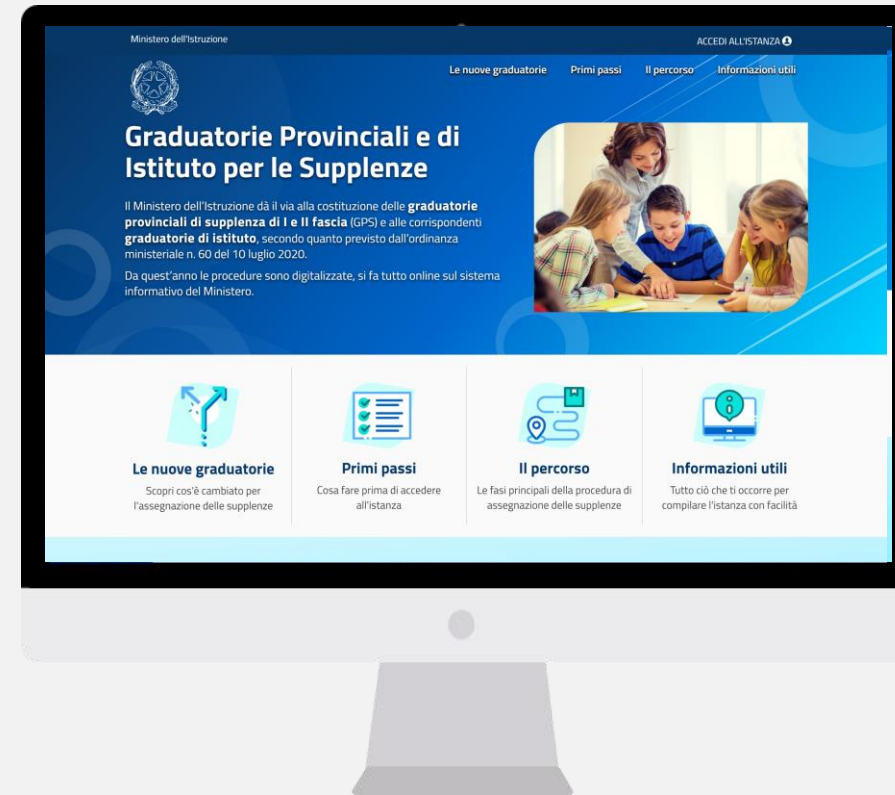 Ministero dell'Istruzione
ACCEDI ALL'ISTANZA
Le nuove graduatorie Primi passi Il percorso Informazioni utili
Graduatorie Provinciali e di
Istituto per le Supplenze
Il Ministero dell'Istruzione dà il via alla costituzione delle graduatorie
provinciali di supplenza di I e II fascia (GPS) e alle corrispondenti
graduatorie di istituto, secondo quanto previsto dall'ordinanza
ministeriale n. 60 del 10 luglio 2020.
Da quest'anno le procedure sono digitalizzate, si fa tutto online sul sistema
informativo del Ministero.
Le nuove graduatorie
Scopri cos'è cambiato per
l'assegnazione delle supplenze
Primi passi
Cosa fare prima di accedere
all'istanza
Il percorso
Le fasi principali della procedura di
assegnazione delle supplenze
Informazioni utili
Tutto ciò che ti occorre per
compilare l'istanza con facilità